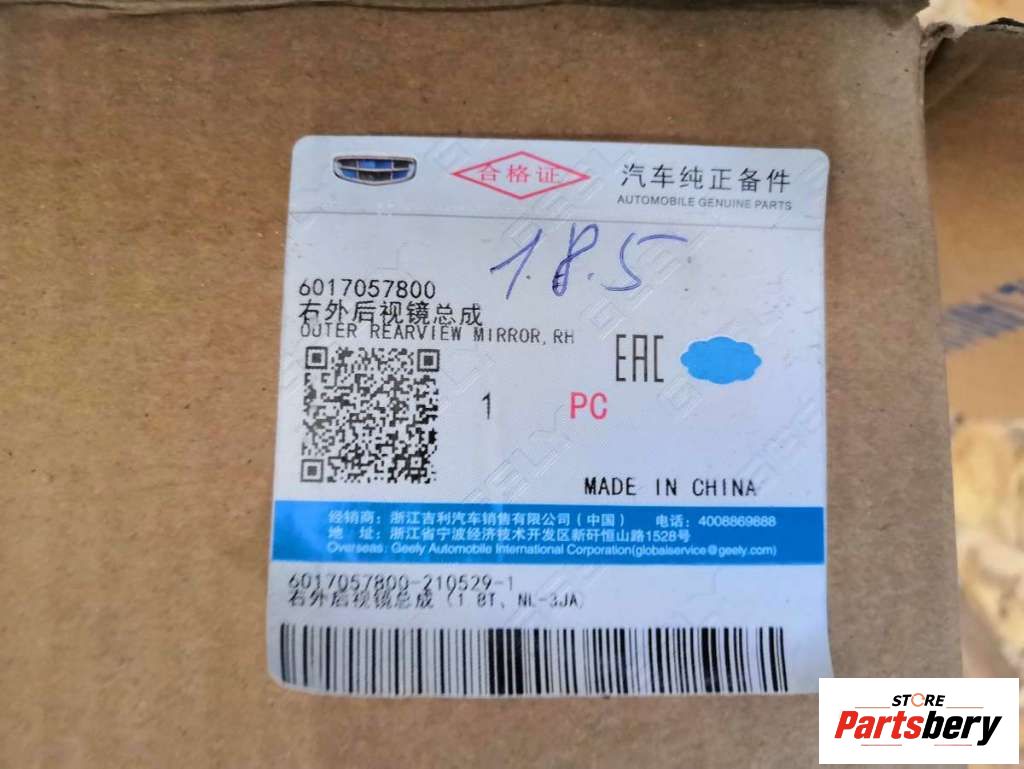 合格证
汽车纯正备件
AUTOMOBILE GENUINE PARTS
1.8.5
6017057800
右外后视镜总成
OUTER REARVIEW MIRROR,RH
EAC
1 PC
GEELY
MADE IN CHINA
经销商：浙江吉利汽车销售有限公司（中国） 电话：4008869888
地 址：浙江省宁波经济技术开发区新矸恒山路1528号
Overseas: Geely Automobile International Corporation(globalservice@geely.com)
6017057800-210529-1
右外后视镜总成 (1.8T、NL-3JA)
STORE
Partsbery